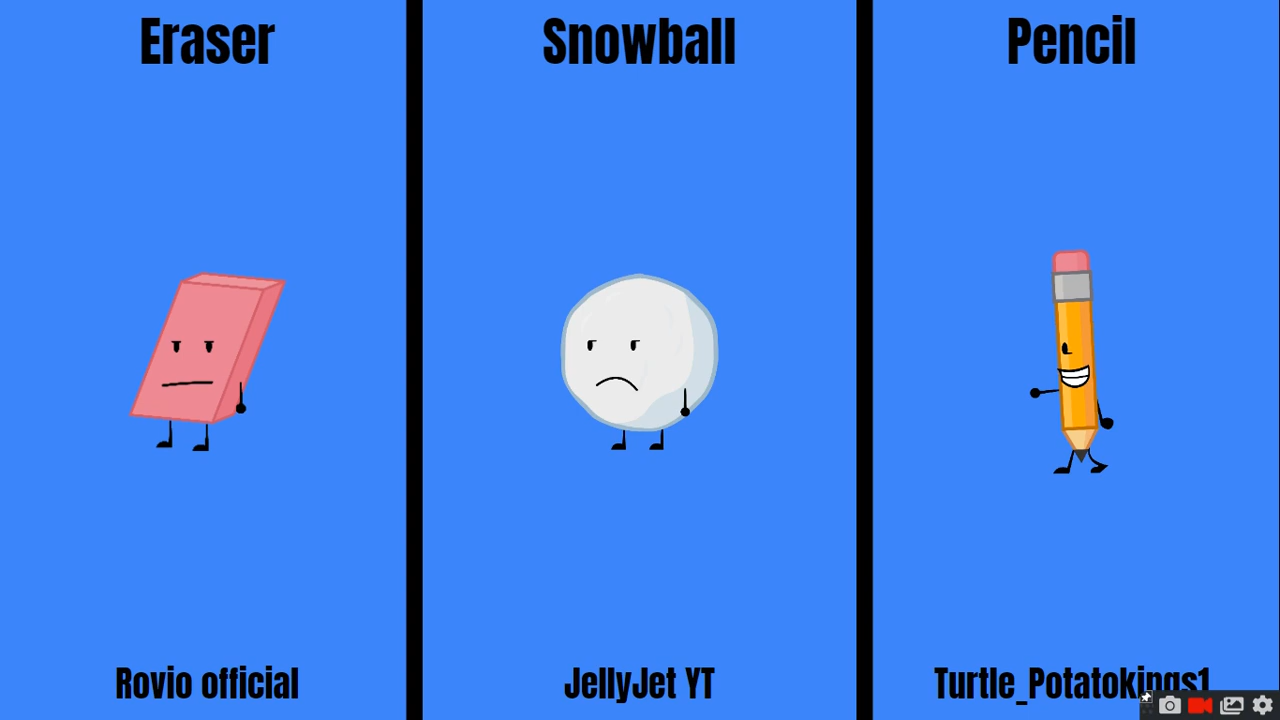 Eraser
Snowball
Pencil
Rovio official
JellyJet YT
Turtle_Potatokings1